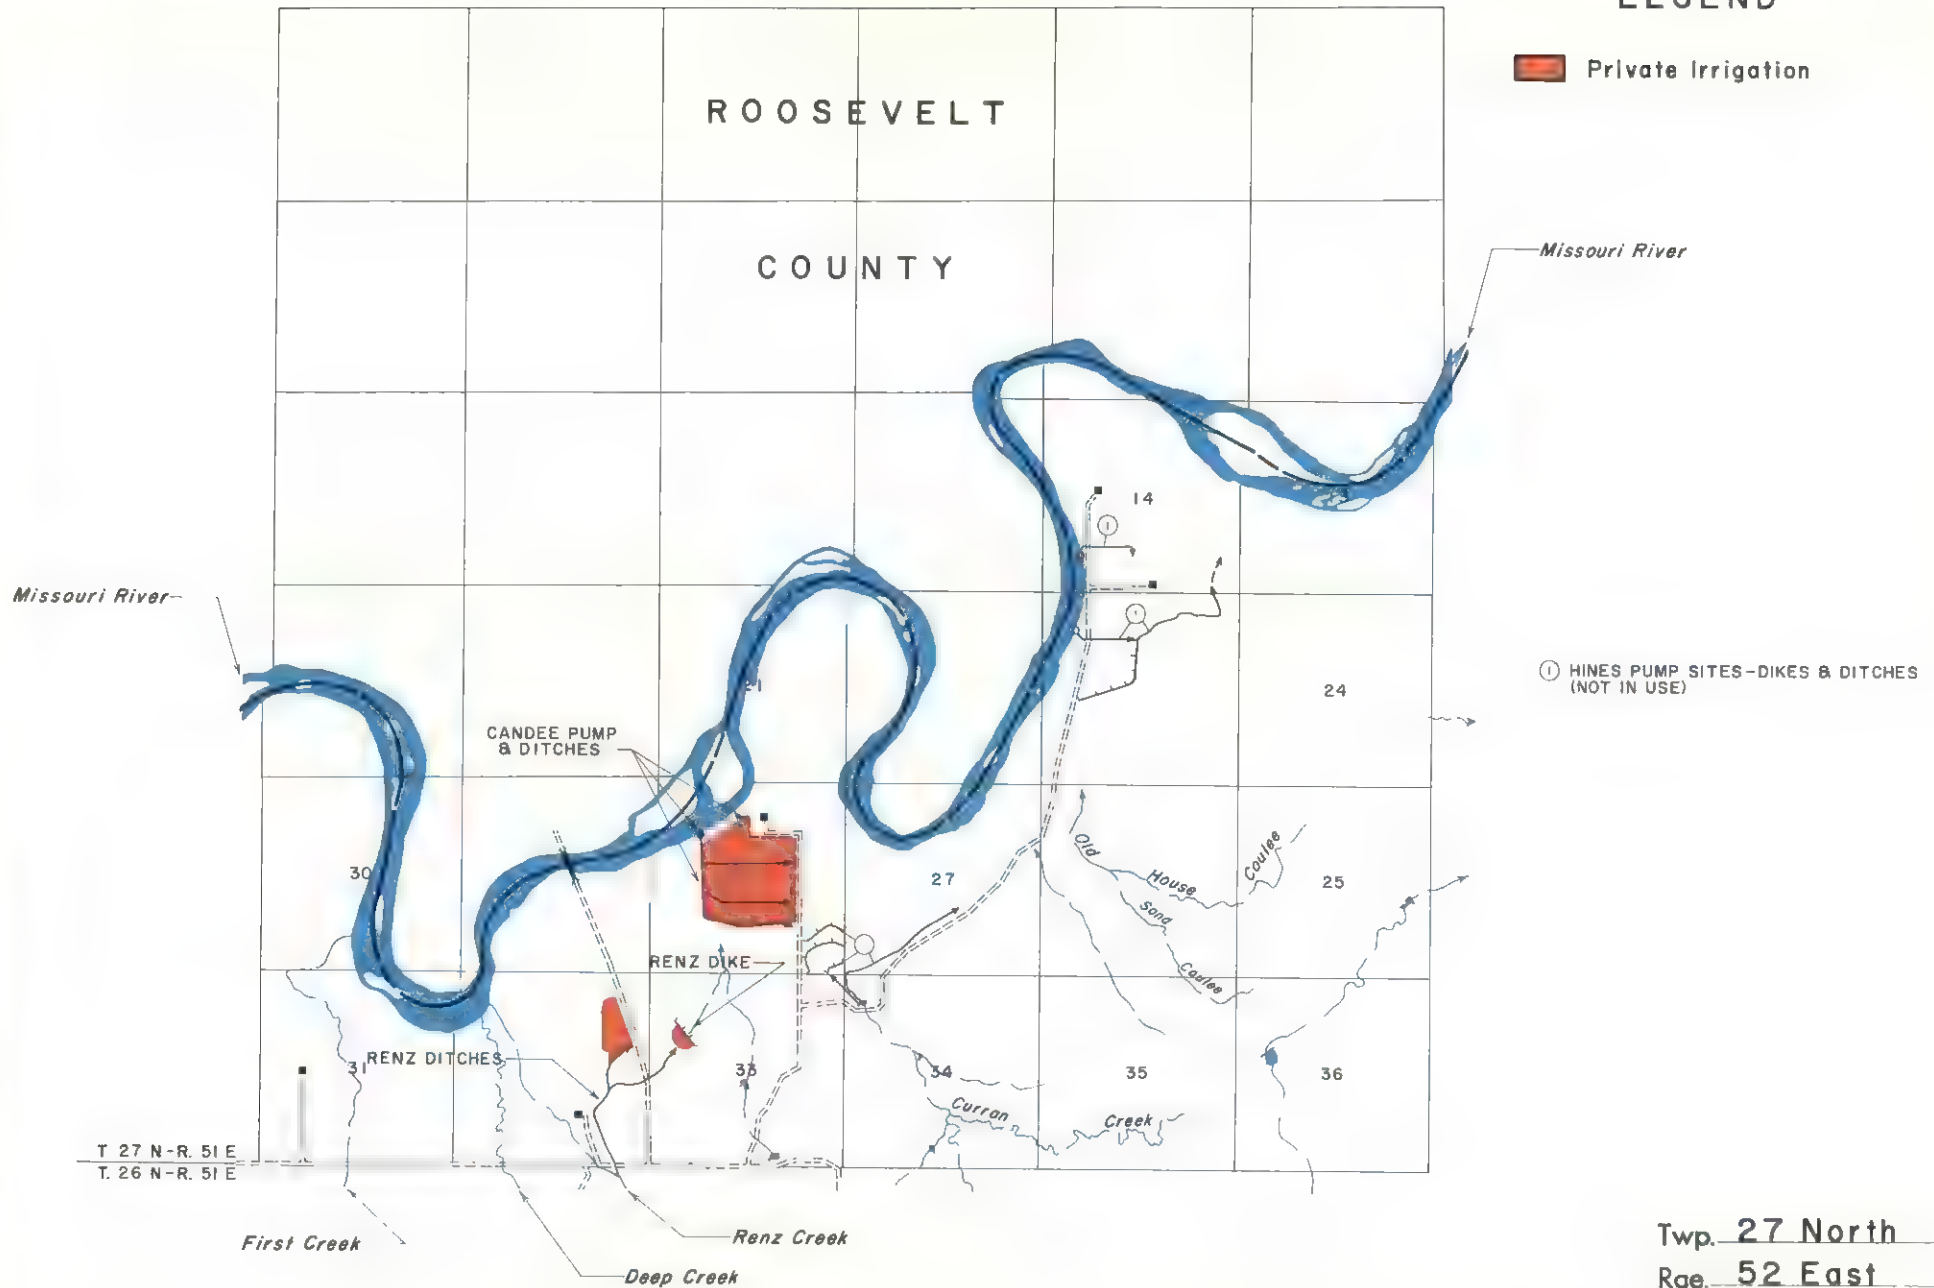 LEGEND
Private Irrigation
ROOSEVELT
COUNTY
Missouri River
14
1
Missouri River
1
21
24
1 HINES PUMP SITES-DIKES & DITCHES
(NOT IN USE)
CANDEE PUMP
& DITCHES
30
27
Old
House
Coulee
25
Sand
Coulee
RENZ DIKE
31
RENZ DITCHES
33
34
35
36
Curran
Creek
T 27 N-R. 51 E
T. 26 N-R. 51 E
First Creek
Renz Creek
Deep Creek
Twp. 27 North
Rge. 52 East